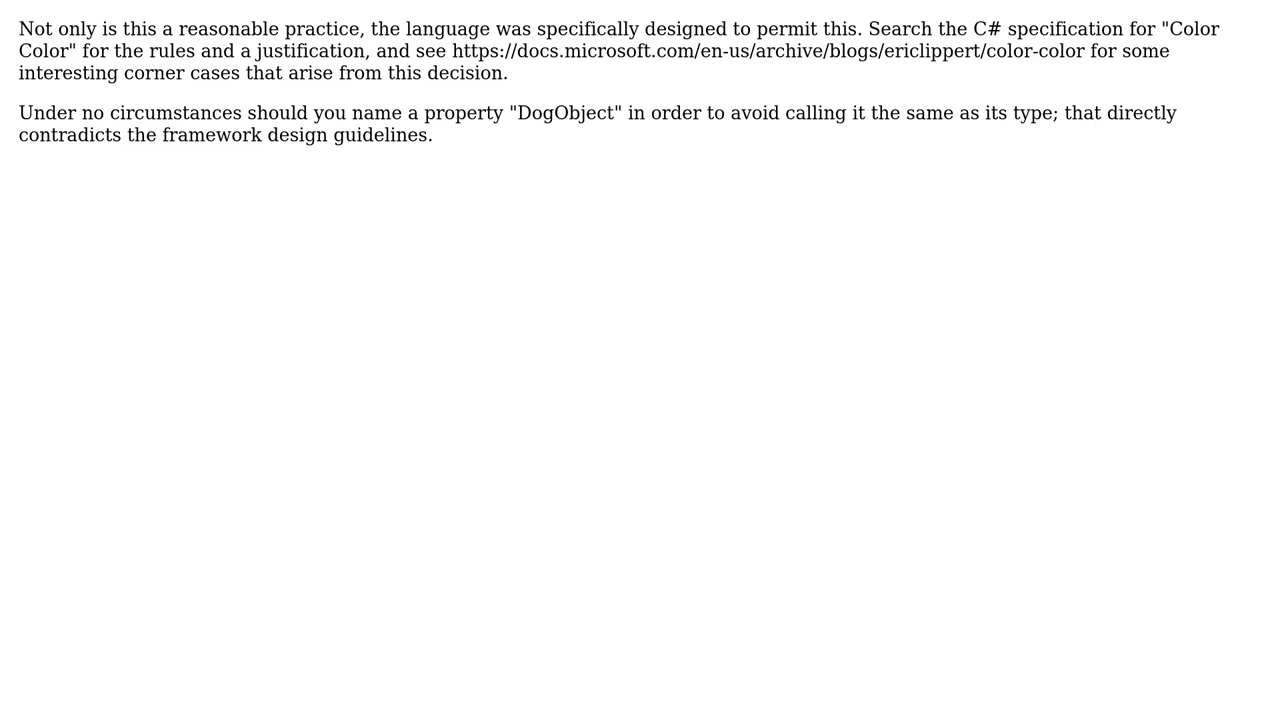 Not only is this a reasonable practice, the language was specifically designed to permit this. Search the C# specification for "Color
Color" for the rules and a justification, and see https://docs.microsoft.com/en-us/archive/blogs/ericlippert/color-color for some
interesting corner cases that arise from this decision.
Under no circumstances should you name a property "DogObject" in order to avoid calling it the same as its type; that directly
contradicts the framework design guidelines.